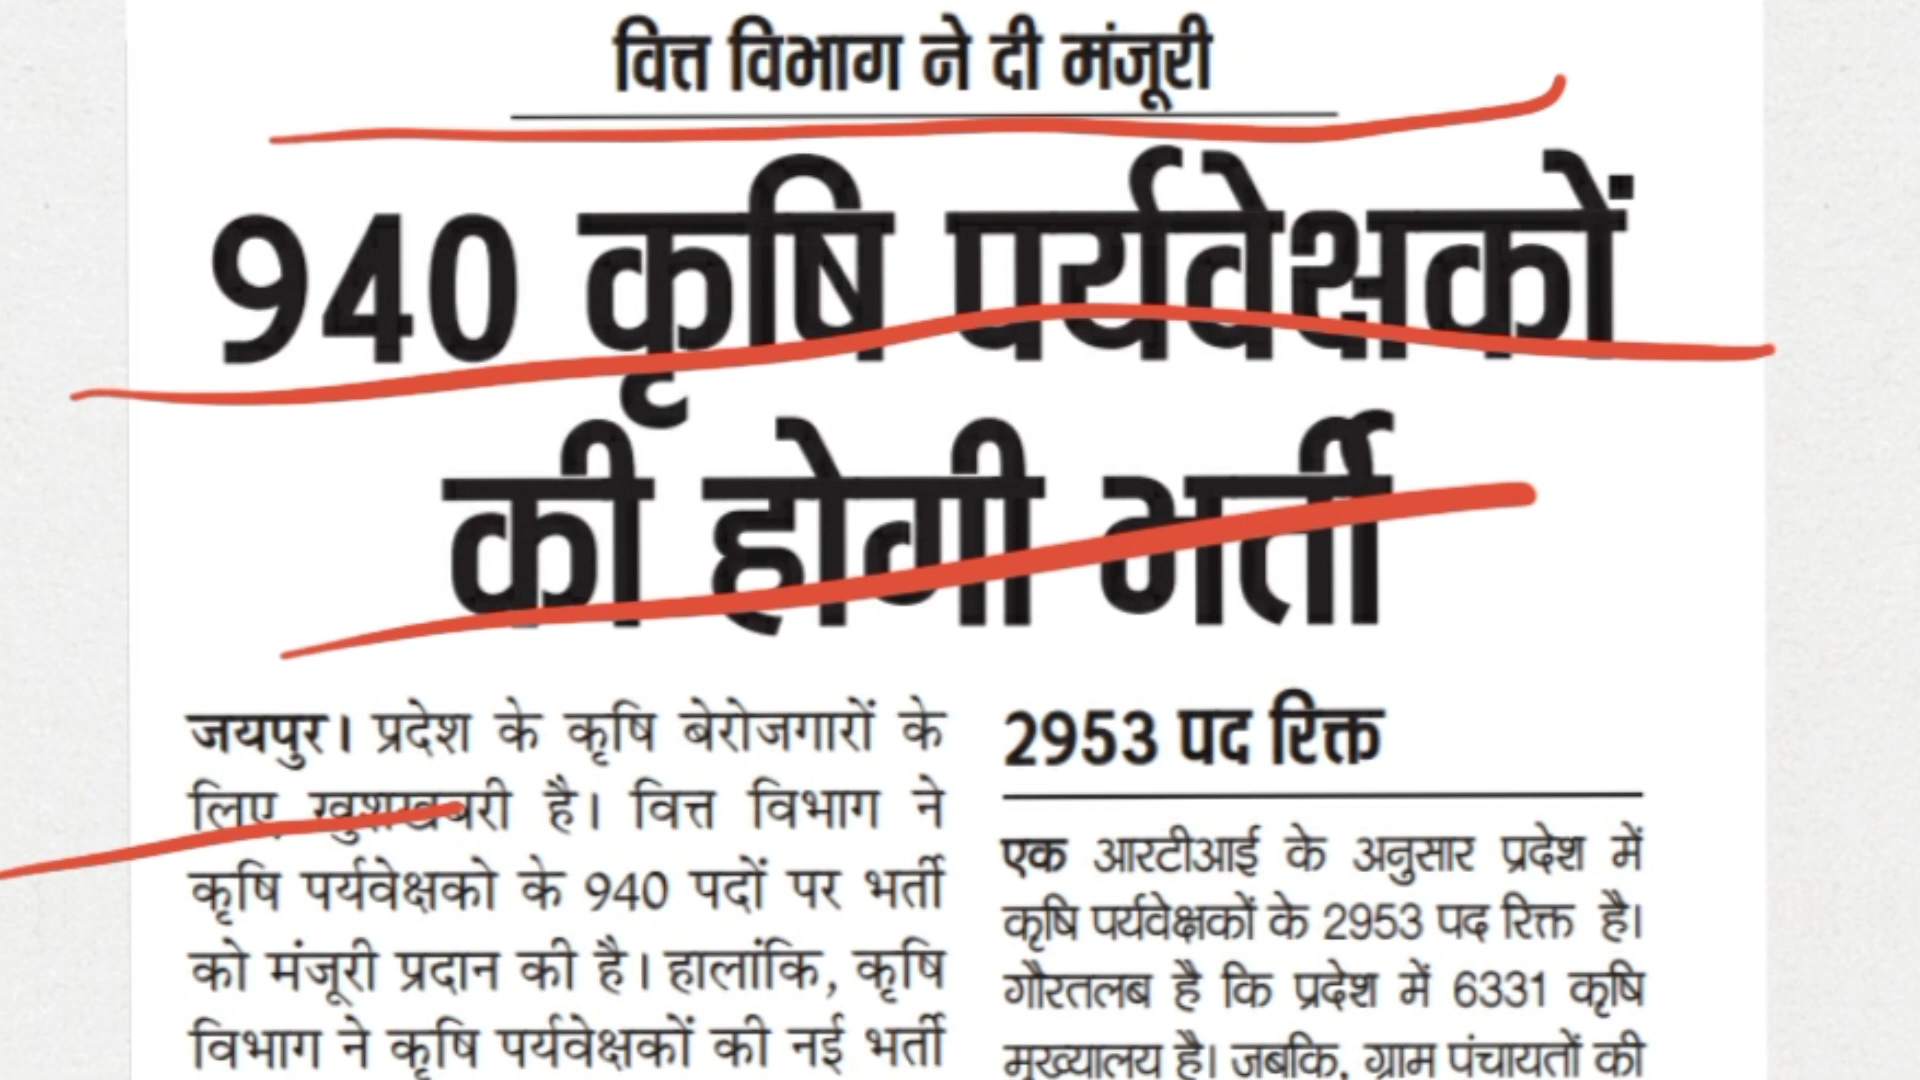 वित्त विभाग ने दी मंजूरी
940 कृषि पर्यवेक्षकों
की होगी भर्ती
जयपुर। प्रदेश के कृषि बेरोजगारों के
लिए खुशखबरी है। वित्त विभाग ने
कृषि पर्यवेक्षको के 940 पदों पर भर्ती
को मंजूरी प्रदान की है। हालांकि, कृषि
विभाग ने कृषि पर्यवेक्षकों की नई भर्ती
2953 पद रिक्त
एक आरटीआई के अनुसार प्रदेश में
कृषि पर्यवेक्षकों के 2953 पद रिक्त है।
गौरतलब है कि प्रदेश में 6331 कृषि
मुख्यालय है। जबकि, ग्राम पंचायतों की